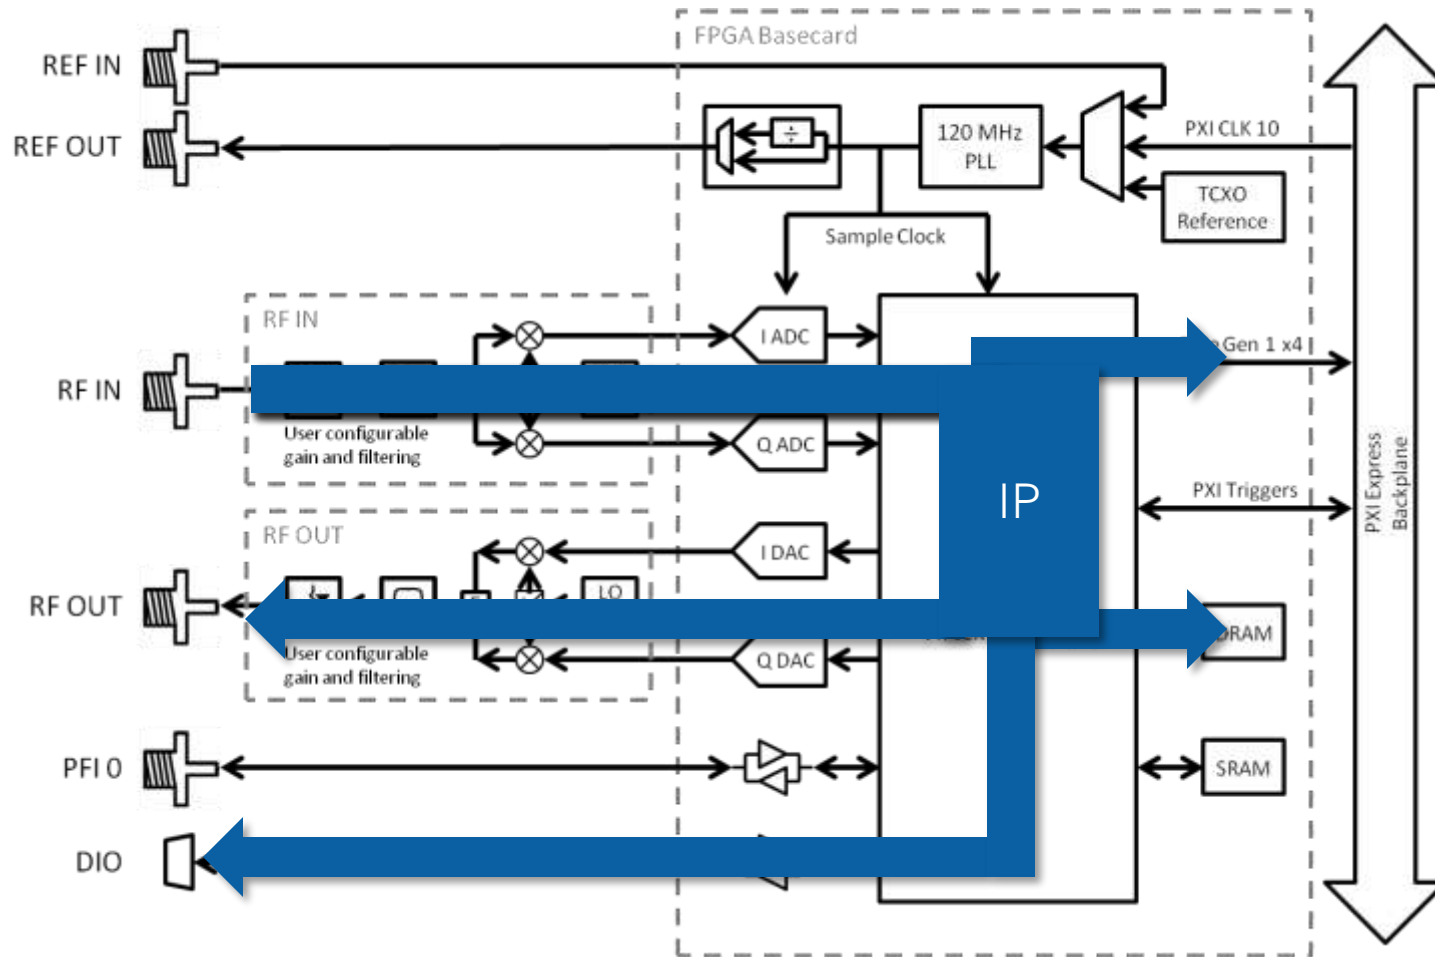 FPGA Basecard
REF IN
REF OUT
÷
120 MHz
PLL
PXI CLK 10
TCXO
Reference
Sample Clock
RF IN
I ADC
Gen 1 x4
RF IN
User configurable
gain and filtering
Q ADC
IP
PXI Triggers
PXI Express
Backplane
RF OUT
I DAC
LO
RF OUT
DRAM
User configurable
gain and filtering
Q DAC
PFI 0
SRAM
DIO